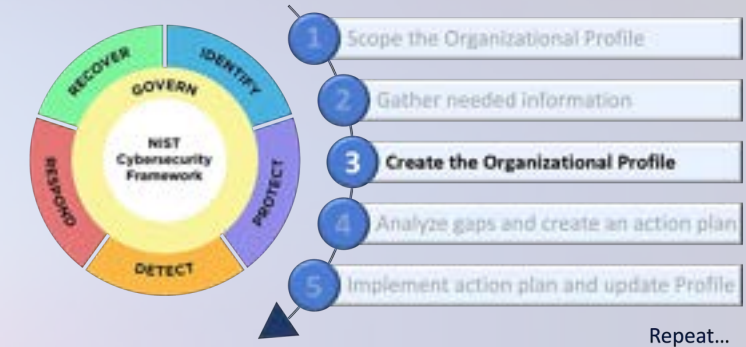 RECOVER
IDENTIFY
GOVERN
NIST
Cybersecurity
Framework
RESPOND
PROTECT
DETECT
1 Scope the Organizational Profile
2 Gather needed information
3 Create the Organizational Profile
4 Analyze gaps and create an action plan
5 Implement action plan and update Profile
Repeat...